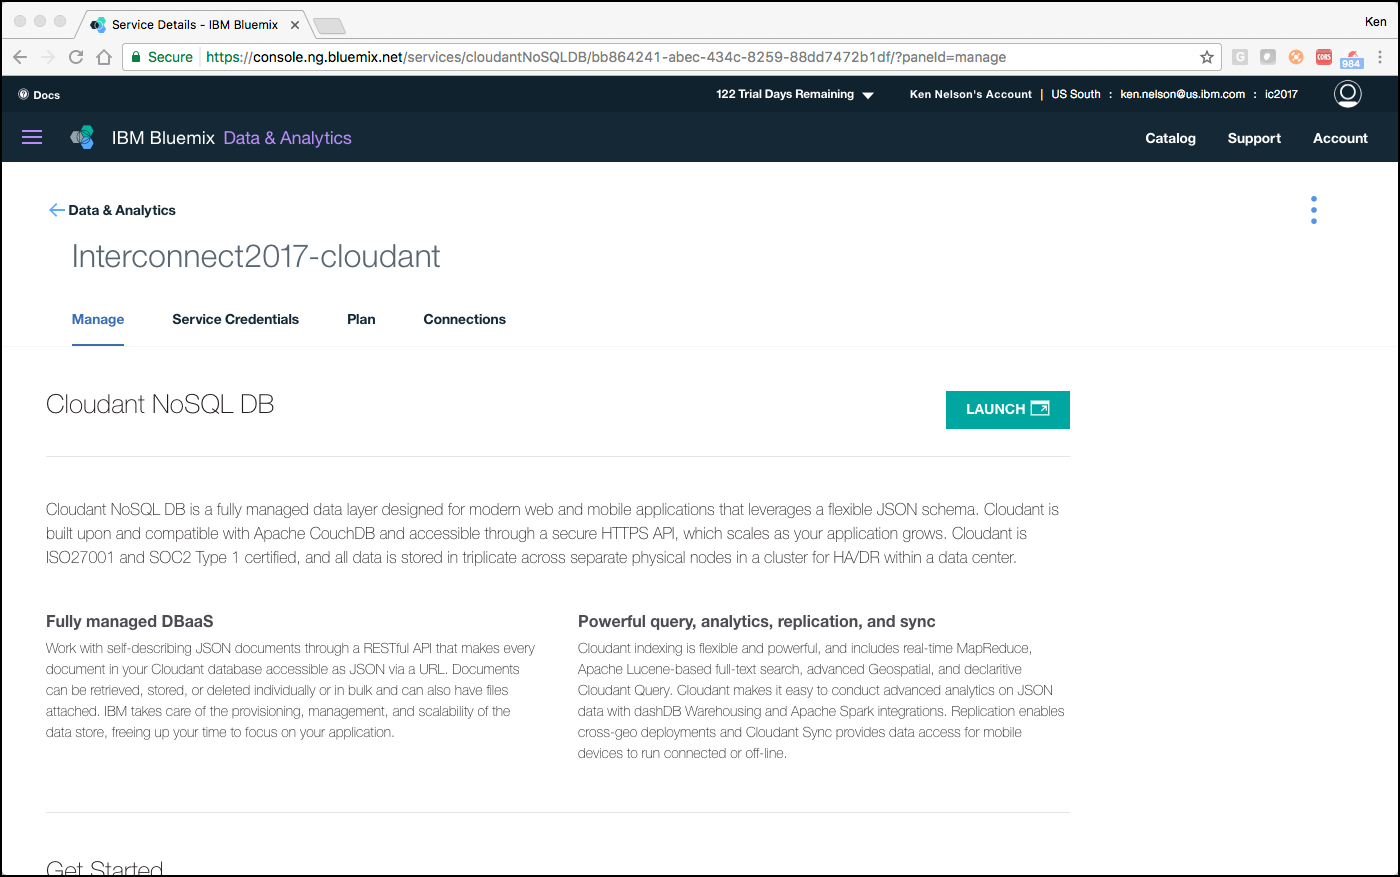 Service Details - IBM Bluemix
Ken
Secure https://console.ng.bluemix.net/services/cloudantNoSQLDB/bb864241-abec-434c-8259-88dd7472b1df/?paneId=manage
G
CORS
984
Docs
122 Trial Days Remaining
Ken Nelson's Account | US South : ken.nelson@us.ibm.com : ic2017
IBM Bluemix Data & Analytics
Catalog Support Account
Data & Analytics
Interconnect2017-cloudant
Manage Service Credentials Plan Connections
Cloudant NoSQL DB
LAUNCH
Cloudant NoSQL DB is a fully managed data layer designed for modern web and mobile applications that leverages a flexible JSON schema. Cloudant is
built upon and compatible with Apache CouchDB and accessible through a secure HTTPS API, which scales as your application grows. Cloudant is
ISO27001 and SOC2 Type 1 certified, and all data is stored in triplicate across separate physical nodes in a cluster for HA/DR within a data center.
Fully managed DBaaS
Work with self-describing JSON documents through a RESTful API that makes every
document in your Cloudant database accessible as JSON via a URL. Documents
can be retrieved, stored, or deleted individually or in bulk and can also have files
attached. IBM takes care of the provisioning, management, and scalability of the
data store, freeing up your time to focus on your application.
Powerful query, analytics, replication, and sync
Cloudant indexing is flexible and powerful, and includes real-time MapReduce,
Apache Lucene-based full-text search, advanced Geospatial, and declaritive
Cloudant Query. Cloudant makes it easy to conduct advanced analytics on JSON
data with dashDB Warehousing and Apache Spark integrations. Replication enables
cross-geo deployments and Cloudant Sync provides data access for mobile
devices to run connected or off-line.
Get Started